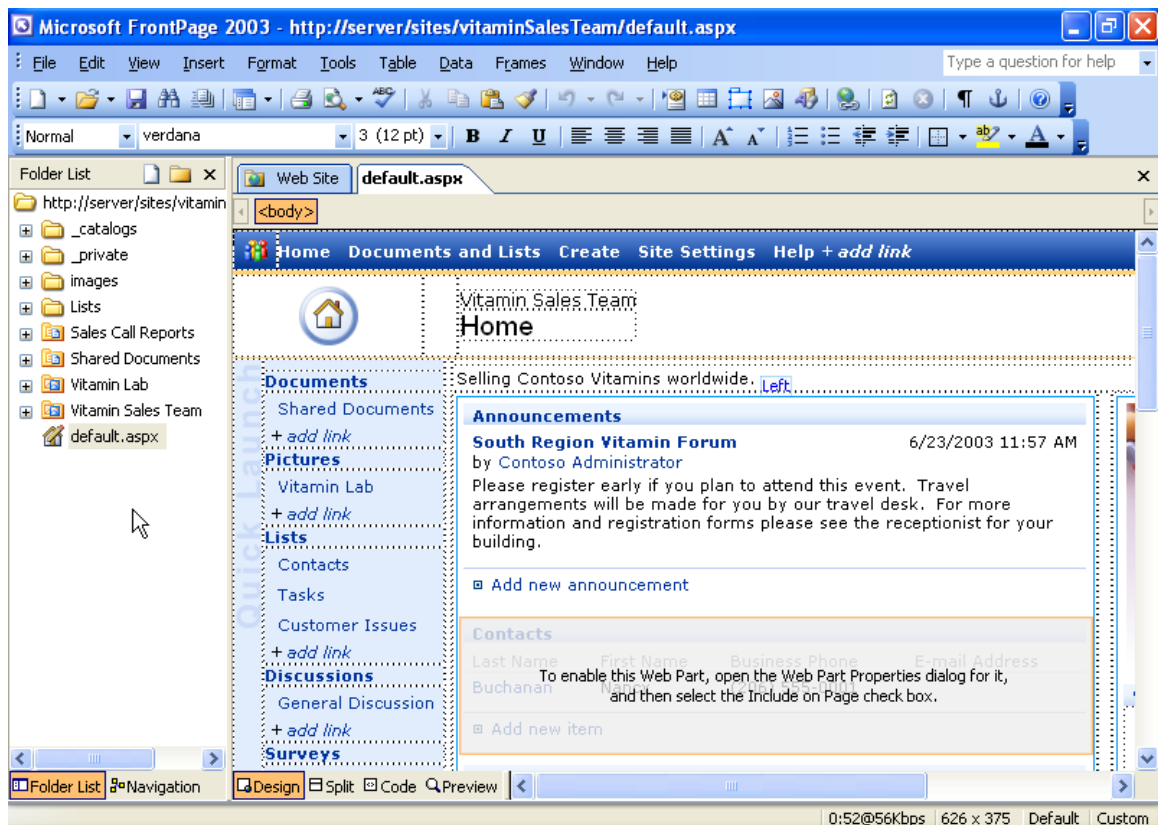 Microsoft FrontPage 2003 - http://server/sites/vitaminSalesTeam/default.aspx
File Edit View Insert Format Tools Table Data Frames Window Help Type a question for help
Normal verdana 3 (12 pt) B I U A A ab A
Folder List
Web Site default.aspx
http://server/sites/vitamin
<body>
_catalogs
_private
images
Lists
Sales Call Reports
Shared Documents
Vitamin Lab
Vitamin Sales Team
default.aspx
Home Documents and Lists Create Site Settings Help + add link
Vitamin Sales Team
Home
Quick Launch
Documents
Shared Documents
+ add link
Pictures
Vitamin Lab
+ add link
Lists
Contacts
Tasks
Customer Issues
+ add link
Discussions
General Discussion
+ add link
Surveys
Selling Contoso Vitamins worldwide. Left
Announcements
South Region Vitamin Forum 6/23/2003 11:57 AM
by Contoso Administrator
Please register early if you plan to attend this event. Travel
arrangements will be made for you by our travel desk. For more
information and registration forms please see the receptionist for your
building.
Add new announcement
Contacts
Last Name First Name Business Phone E-mail Address
To enable this Web Part, open the Web Part Properties dialog for it,
Buchanan Nancy (206) 555-0001
and then select the Include on Page check box.
Add new item
Folder List Navigation
Design Split Code Preview
0:52@56Kbps 626 x 375 Default Custom